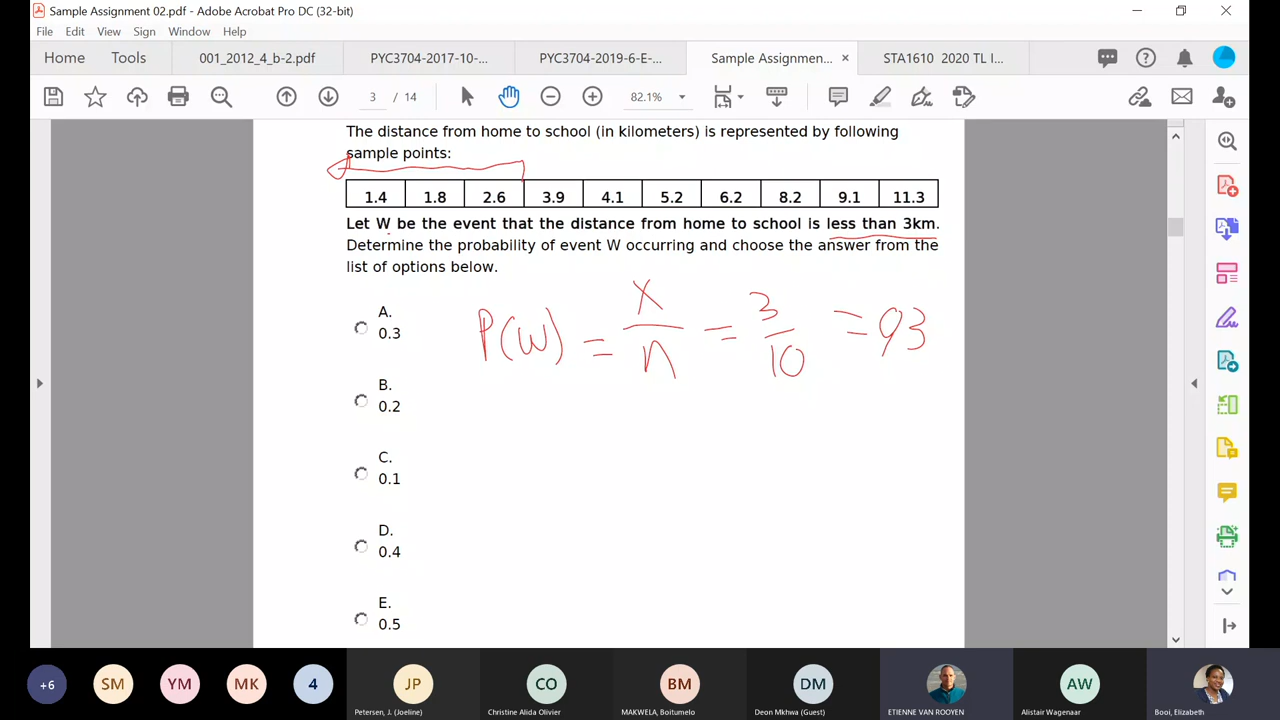 Sample Assignment 02.pdf - Adobe Acrobat Pro DC (32-bit)
File Edit View Sign Window Help
Home Tools 001_2012_4_b-2.pdf PYC3704-2017-10-... PYC3704-2019-6-E-... Sample Assignmen... × STA1610 2020 TL I...
3 / 14 82.1%
The distance from home to school (in kilometers) is represented by following
sample points:
1.4 1.8 2.6 3.9 4.1 5.2 6.2 8.2 9.1 11.3
Let W be the event that the distance from home to school is less than 3km.
Determine the probability of event W occurring and choose the answer from the
list of options below.
P(W) = X/n = 3/10 = 0,3
A.
0.3
B.
0.2
C.
0.1
D.
0.4
E.
0.5
+6 SM YM MK 4 JP CO BM DM AW
Petersen, J. (Joeline) Christine Alida Olivier MAKWELA, Boitumelo Deon Mkhwa (Guest) ETIENNE VAN ROOYEN Alistair Wagenaar Booi, Elizabeth